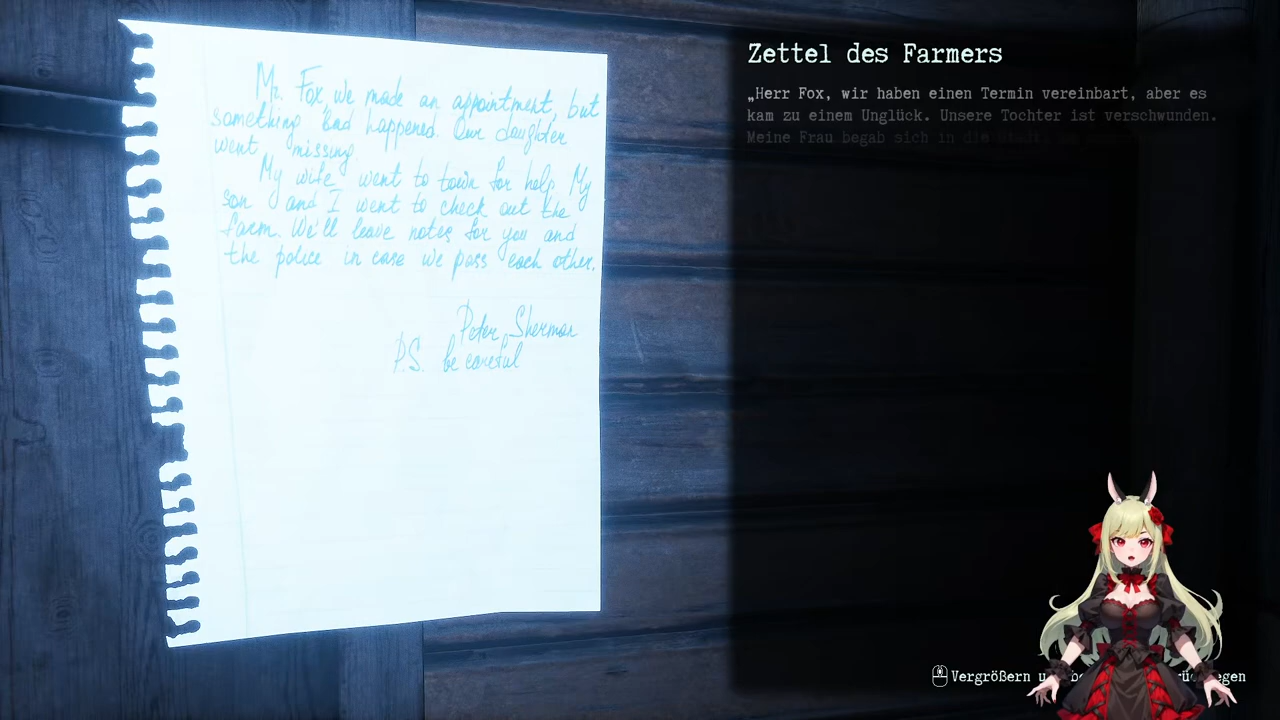 Mr. Fox, we made an appointment, but
something bad happened. Our daughter
went missing.
My wife went to town for help. My
son and I went to check out the
farm. We'll leave notes for you and
the police in case we pass each other.
Peter Sherman
P.S. be careful
Zettel des Farmers
„Herr Fox, wir haben einen Termin vereinbart, aber es
kam zu einem Unglück. Unsere Tochter ist verschwunden.
Meine Frau begab sich in die Stadt,
Vergrößern